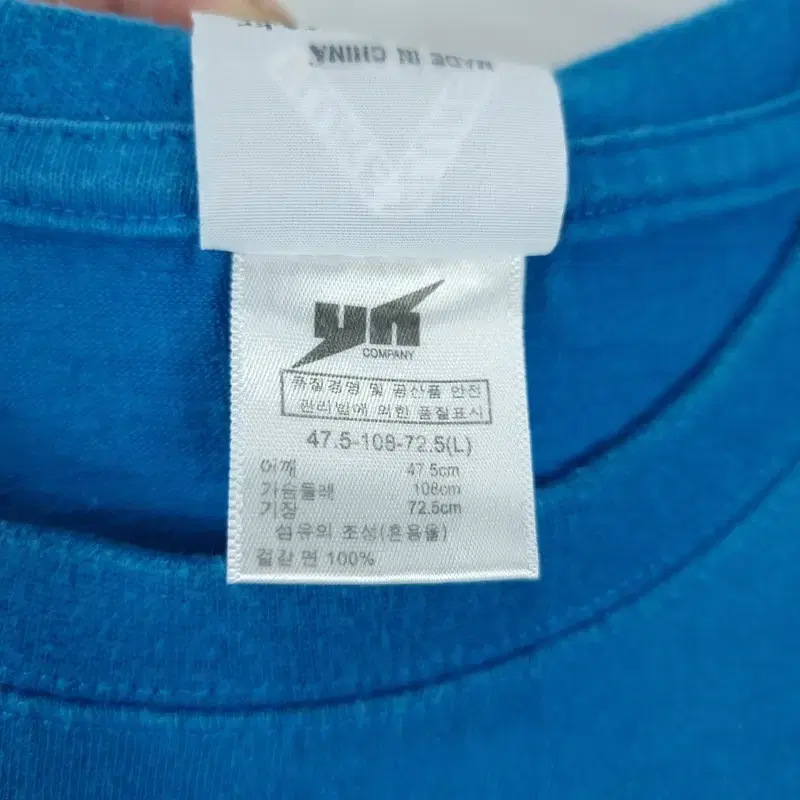 MADE IN CHINA
yn
COMPANY
품질경영 및 공산품 안전
관리법에 의한 품질표시
47.5-108-72.5(L)
어깨 47.5cm
가슴둘레 108cm
기장 72.5cm
섬유의 조성(혼용율)
겉감 면 100%